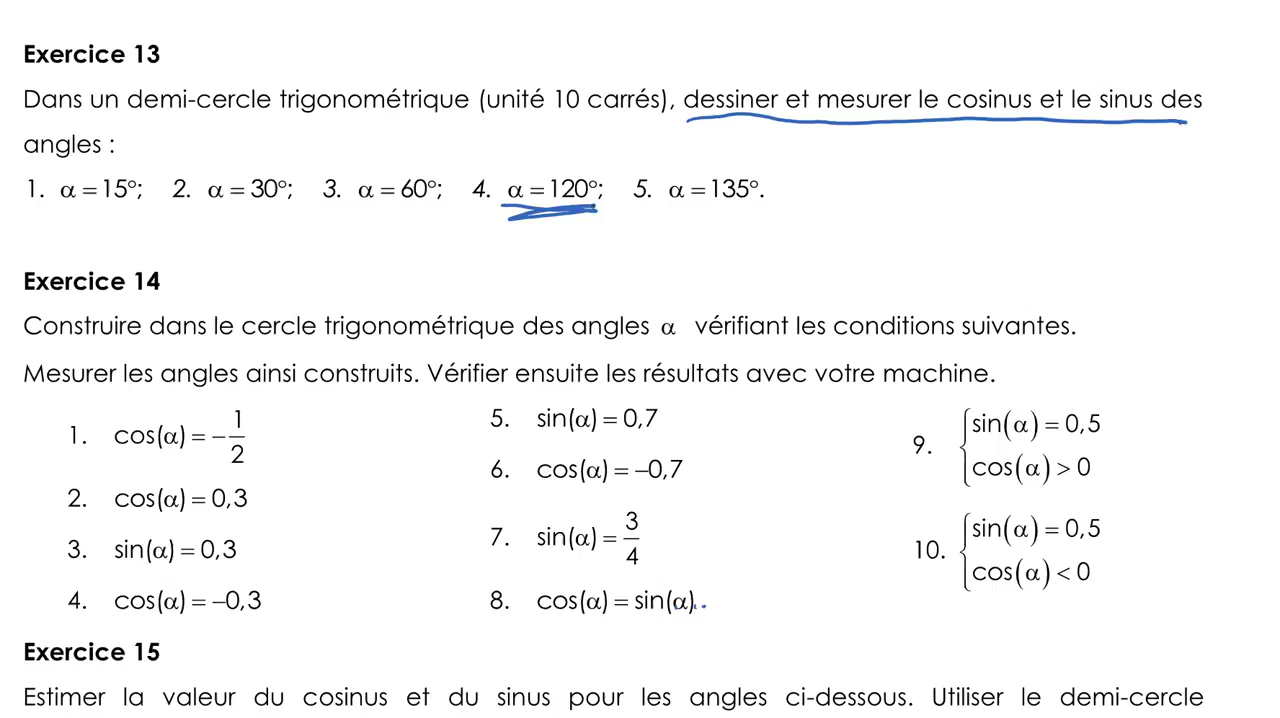 Exercice 13
Dans un demi-cercle trigonométrique (unité 10 carrés), dessiner et mesurer le cosinus et le sinus des
angles :
1. α = 15°; 2. α = 30°; 3. α = 60°; 4. α = 120°; 5. α = 135°.
Exercice 14
Construire dans le cercle trigonométrique des angles α vérifiant les conditions suivantes.
Mesurer les angles ainsi construits. Vérifier ensuite les résultats avec votre machine.
1. cos(α) = −1/2
2. cos(α) = 0,3
3. sin(α) = 0,3
4. cos(α) = −0,3
5. sin(α) = 0,7
6. cos(α) = −0,7
7. sin(α) = 3/4
8. cos(α) = sin(α)
9. { sin(α) = 0,5
cos(α) > 0
10. { sin(α) = 0,5
cos(α) < 0
Exercice 15
Estimer la valeur du cosinus et du sinus pour les angles ci-dessous. Utiliser le demi-cercle